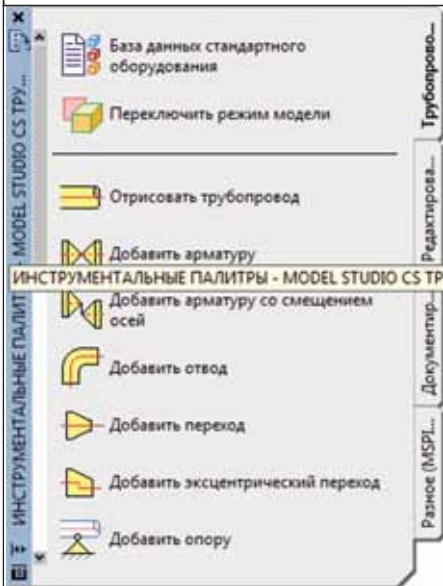 База данных стандартного
оборудования
Переключить режим модели
Отрисовать трубопровод
Добавить арматуру
ИНСТРУМЕНТАЛЬНЫЕ ПАЛИТРЫ - MODEL STUDIO CS ТР
Добавить арматуру со смещением
осей
Добавить отвод
Добавить переход
Добавить эксцентрический переход
Добавить опору
ИНСТРУМЕНТАЛЬНЫЕ ПАЛИТ
- MODEL STUDIO CS ТРУ...
Трубопрово...
Редактирова...
Документир...
Разное (MSPL...